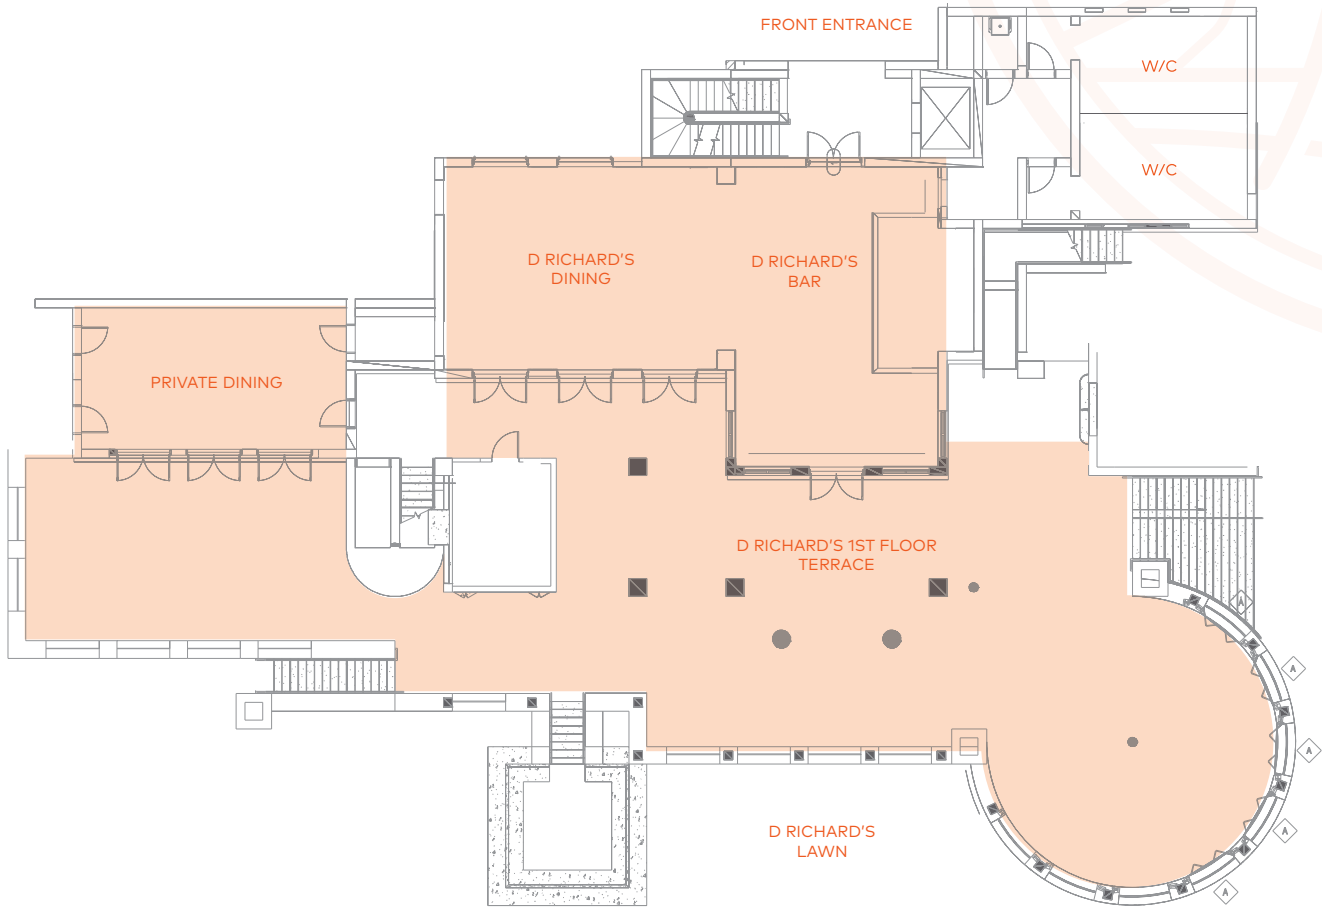 FRONT ENTRANCE
W/C
W/C
D RICHARD'S
DINING
D RICHARD'S
BAR
PRIVATE DINING
D RICHARD'S 1ST FLOOR
TERRACE
A
A
A
A
A
D RICHARD'S
LAWN